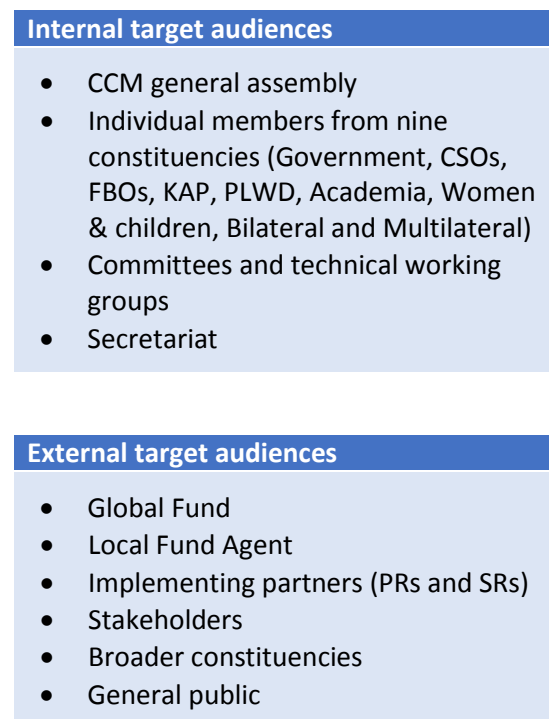 Internal target audiences
• CCM general assembly
• Individual members from nine
constituencies (Government, CSOs,
FBOs, KAP, PLWD, Academia, Women
& children, Bilateral and Multilateral)
• Committees and technical working
groups
• Secretariat
External target audiences
• Global Fund
• Local Fund Agent
• Implementing partners (PRs and SRs)
• Stakeholders
• Broader constituencies
• General public